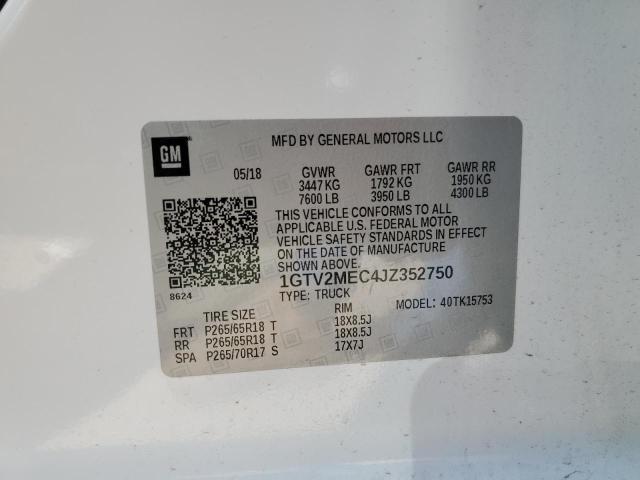 GM
MFD BY GENERAL MOTORS LLC
05/18 GVWR GAWR FRT GAWR RR
3447 KG 1792 KG 1950 KG
7600 LB 3950 LB 4300 LB
THIS VEHICLE CONFORMS TO ALL
APPLICABLE U.S. FEDERAL MOTOR
VEHICLE SAFETY STANDARDS IN EFFECT
ON THE DATE OF MANUFACTURE
SHOWN ABOVE.
1GTV2MEC4JZ352750
8624
TYPE: TRUCK MODEL: 40TK15753
TIRE SIZE RIM
FRT P265/65R18 T 18X8.5J
RR P265/65R18 T 18X8.5J
SPA P265/70R17 S 17X7J